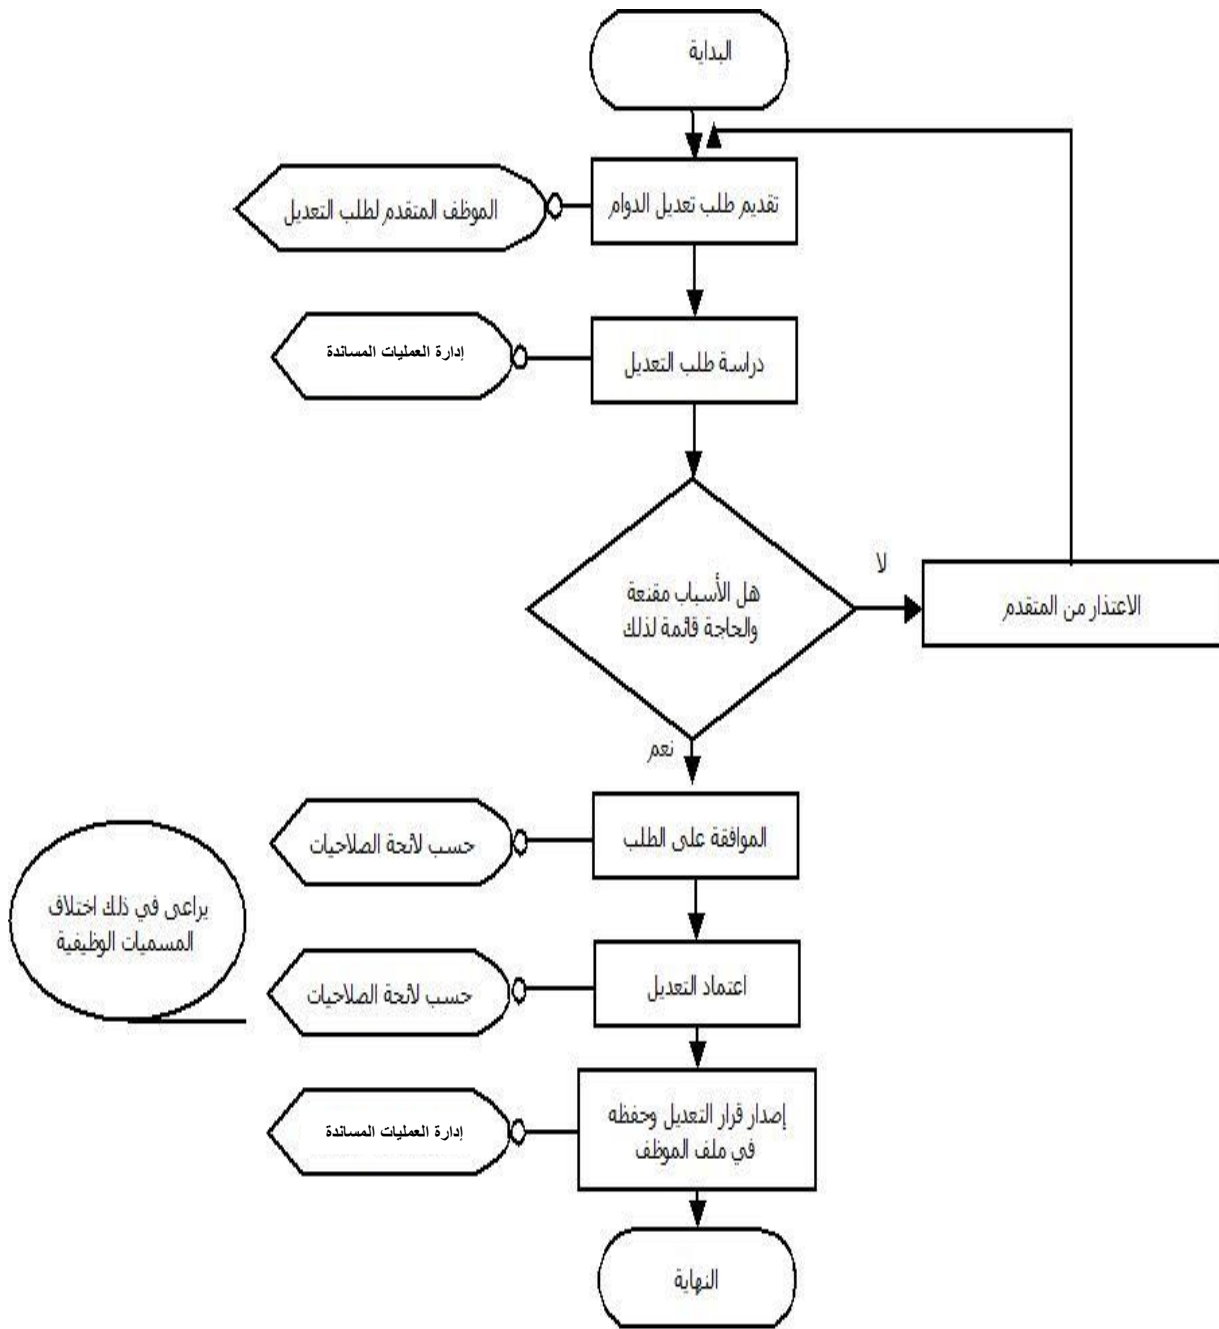 البداية
تقديم طلب تعديل الدوام
الموظف المتقدم لطلب التعديل
دراسة طلب التعديل
إدارة العمليات المساندة
هل الأسباب مقنعة
والحاجة قائمة لذلك
لا
الاعتذار من المتقدم
نعم
الموافقة على الطلب
حسب لائحة الصلاحيات
يراعى في ذلك اختلاف
المسميات الوظيفية
اعتماد التعديل
حسب لائحة الصلاحيات
إصدار قرار التعديل وحفظه
في ملف الموظف
إدارة العمليات المساندة
النهاية